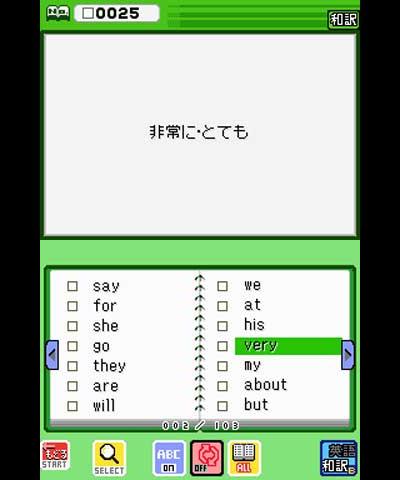 No. □0025
和訳
非常に・とても
□ say
□ for
□ she
□ go
□ they
□ are
□ will
□ we
□ at
□ his
□ very
□ my
□ about
□ but
002 / 103
もどる
START
SELECT
ABC
ON
OFF
ALL
英語
和訳B